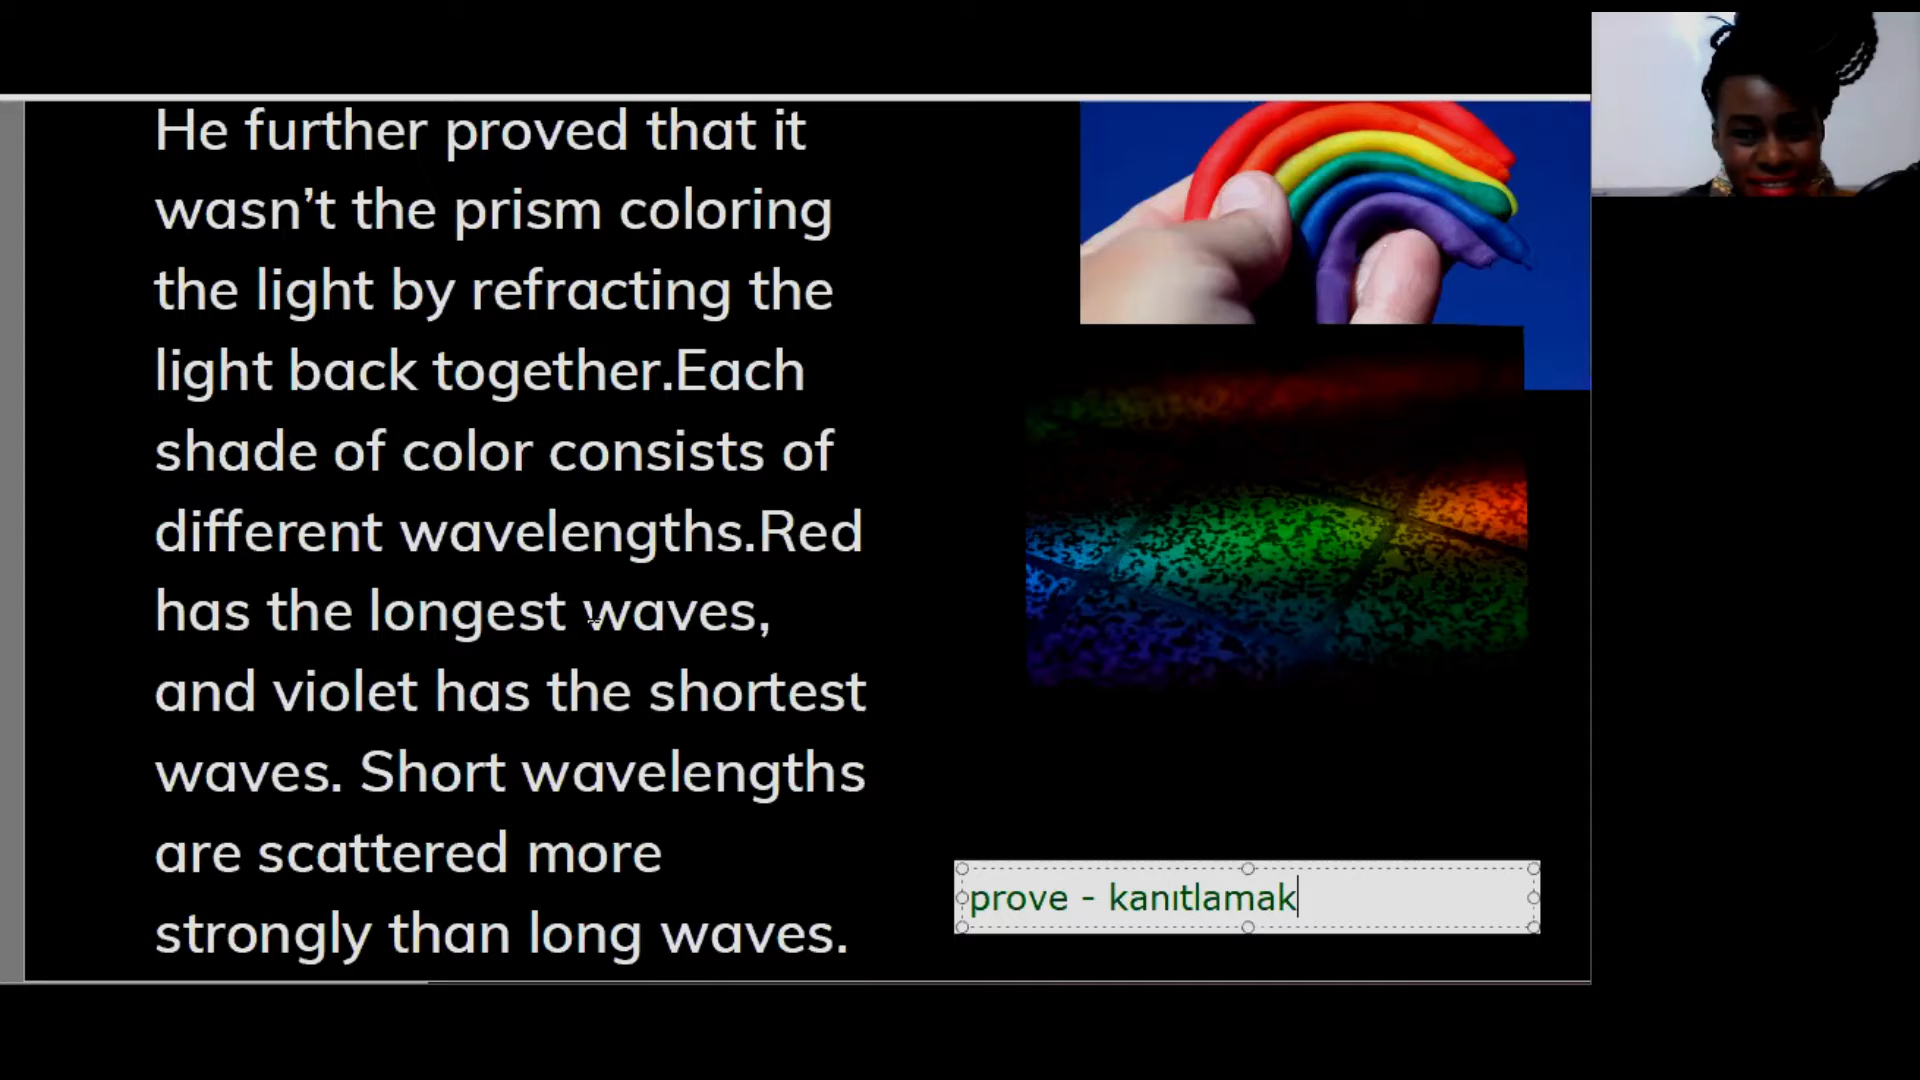 He further proved that it
wasn’t the prism coloring
the light by refracting the
light back together.Each
shade of color consists of
different wavelengths.Red
has the longest waves,
and violet has the shortest
waves. Short wavelengths
are scattered more
strongly than long waves.
prove - kanıtlamak